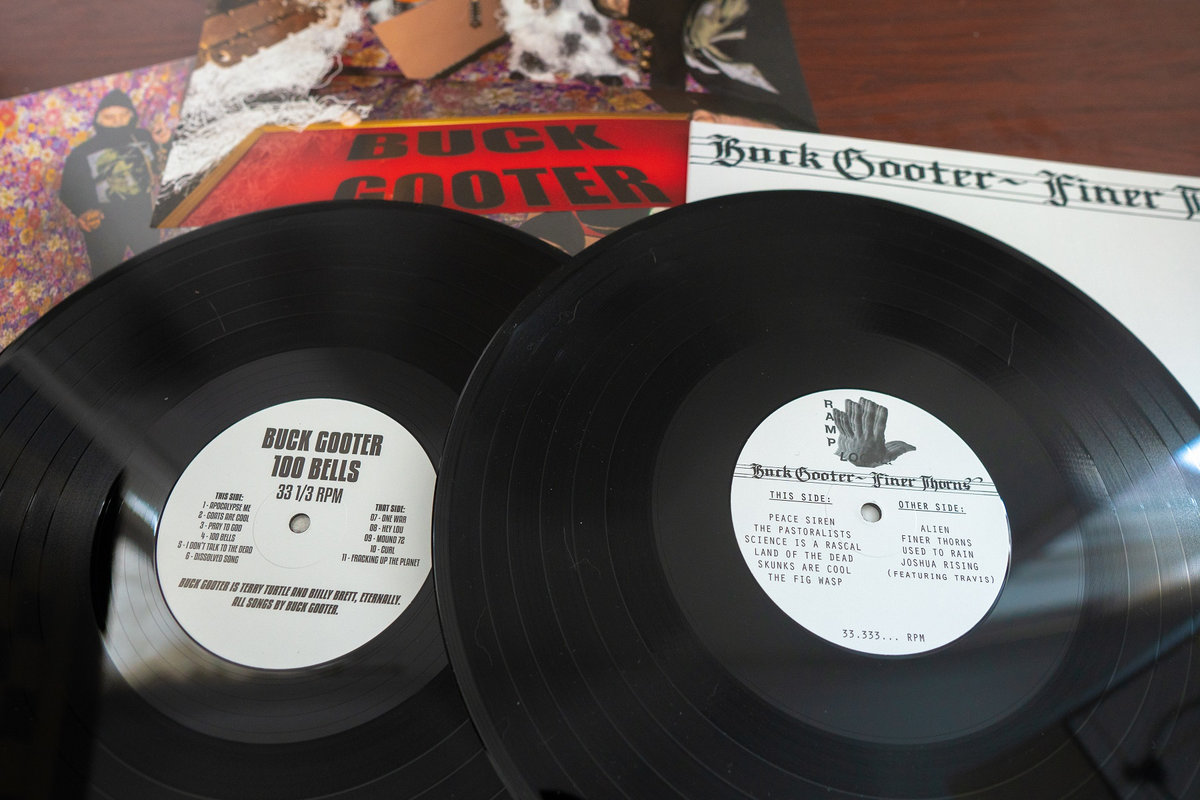 BUCK
GOOTER
Buck Gooter~ Finer
BUCK GOOTER
100 BELLS
33 1/3 RPM
THIS SIDE:
1 - APOCALYPSE ME
2 - GOATS ARE COOL
3 - PRAY TO GOD
4 - 100 BELLS
5 - I DON'T TALK TO THE DEAD
6 - DISSOLVED SONG
THAT SIDE:
07 - ONE WAR
08 - HEY LOU
09 - MOUND 72
10 - CURL
11 - FRACKING UP THE PLANET
BUCK GOOTER IS TERRY TURTLE AND BILLY BRETT, ETERNALLY.
ALL SONGS BY BUCK GOOTER.
RAMP
Buck Gooter~ Finer Thorns
THIS SIDE:
PEACE SIREN
THE PASTORALISTS
SCIENCE IS A RASCAL
LAND OF THE DEAD
SKUNKS ARE COOL
THE FIG WASP
OTHER SIDE:
ALIEN
FINER THORNS
USED TO RAIN
JOSHUA RISING
(FEATURING TRAVIS)
33.333... RPM